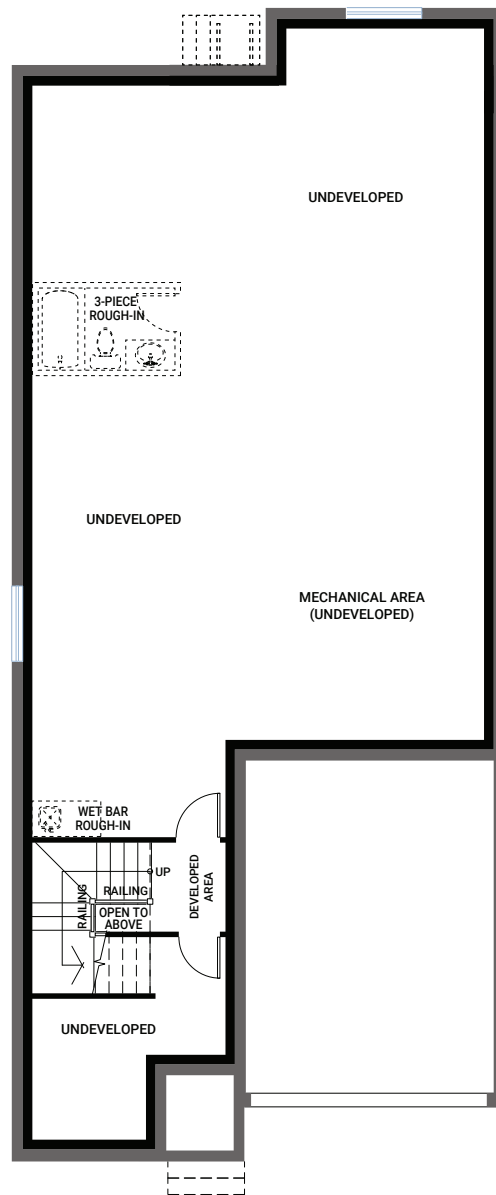 UNDEVELOPED
3-PIECE
ROUGH-IN
UNDEVELOPED
MECHANICAL AREA
(UNDEVELOPED)
WET BAR
ROUGH-IN
UP
RAILING
RAILING
OPEN TO
ABOVE
DEVELOPED
AREA
UNDEVELOPED